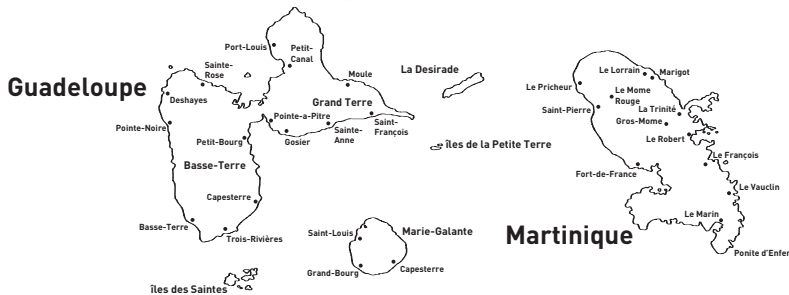 Guadeloupe
Port-Louis
Petit-
Canal
Sainte-
Rose
Moule
Deshayes
Grand Terre
Pointe-a-Pitre
Saint-
François
Sainte-
Anne
Gosier
Pointe-Noire
Petit-Bourg
Basse-Terre
Capesterre
Basse-Terre
Trois-Rivières
îles des Saintes
La Desirade
îles de la Petite Terre
Marie-Galante
Saint-Louis
Grand-Bourg
Capesterre
Martinique
Le Lorrain
Marigot
Le Pricheur
Le Mome
Rouge
Saint-Pierre
La Trinité
Gros-Mome
Le Robert
Le François
Fort-de-France
Le Vauclin
Le Marin
Ponite d'Enfer